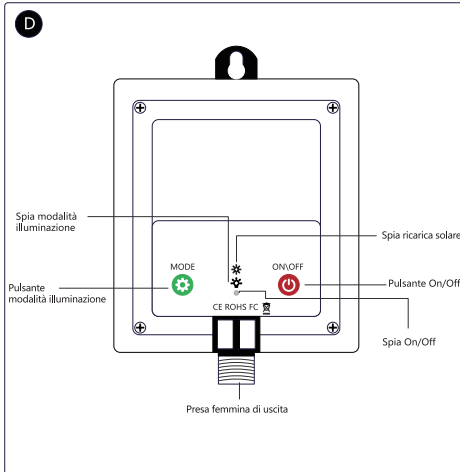 D
Spia modalità
illuminazione
Spia ricarica solare
MODE
ON\OFF
Pulsante
modalità illuminazione
Pulsante On/Off
CE ROHS FC
Spia On/Off
Presa femmina di uscita